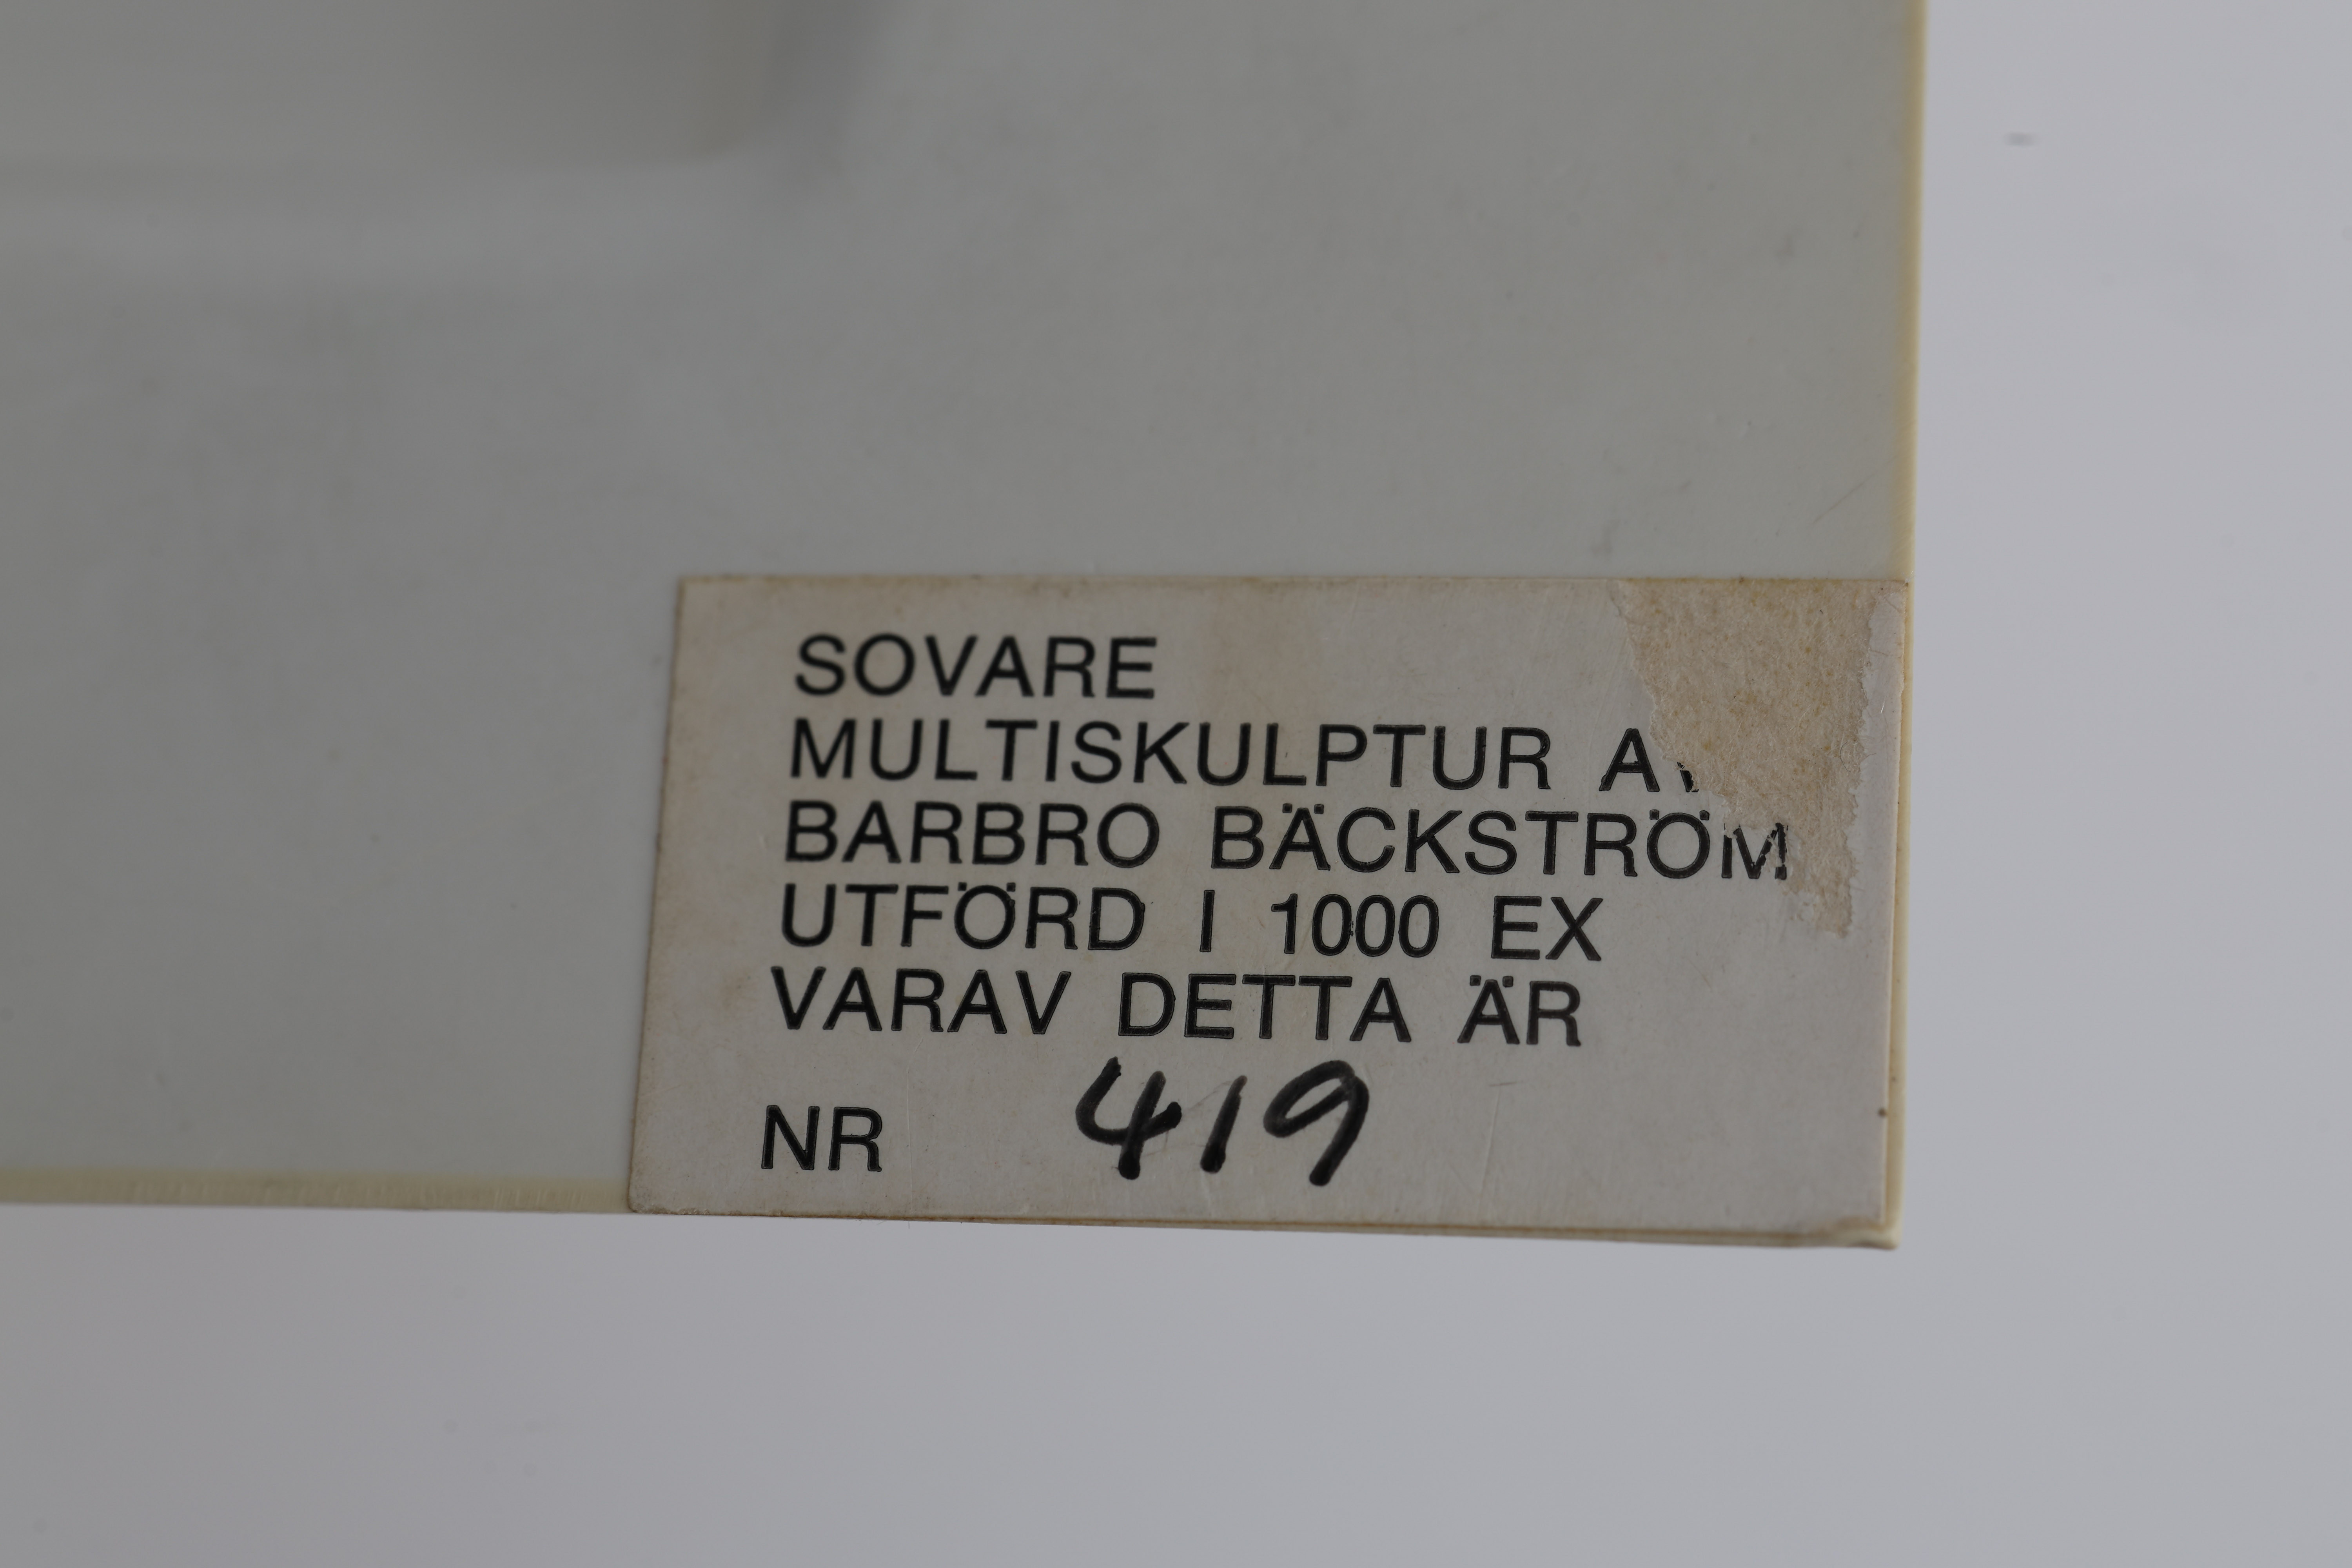 SOVARE
MULTISKULPTUR AV
BARBRO BÄCKSTRÖM
UTFÖRD I 1000 EX
VARAV DETTA ÄR
NR 419